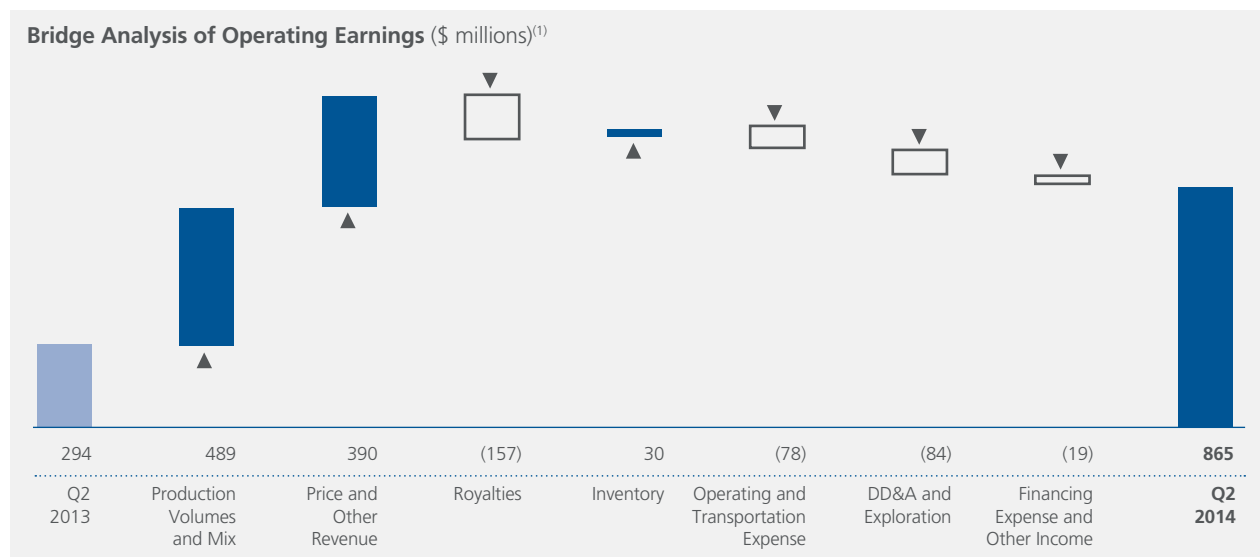 Bridge Analysis of Operating Earnings ($ millions)(1)
294 489 390 (157) 30 (78) (84) (19) 865
Q2 Production Price and Royalties Inventory Operating and DD&A and Financing Q2
2013 Volumes Other Transportation Exploration Expense and 2014
and Mix Revenue Expense Other Income